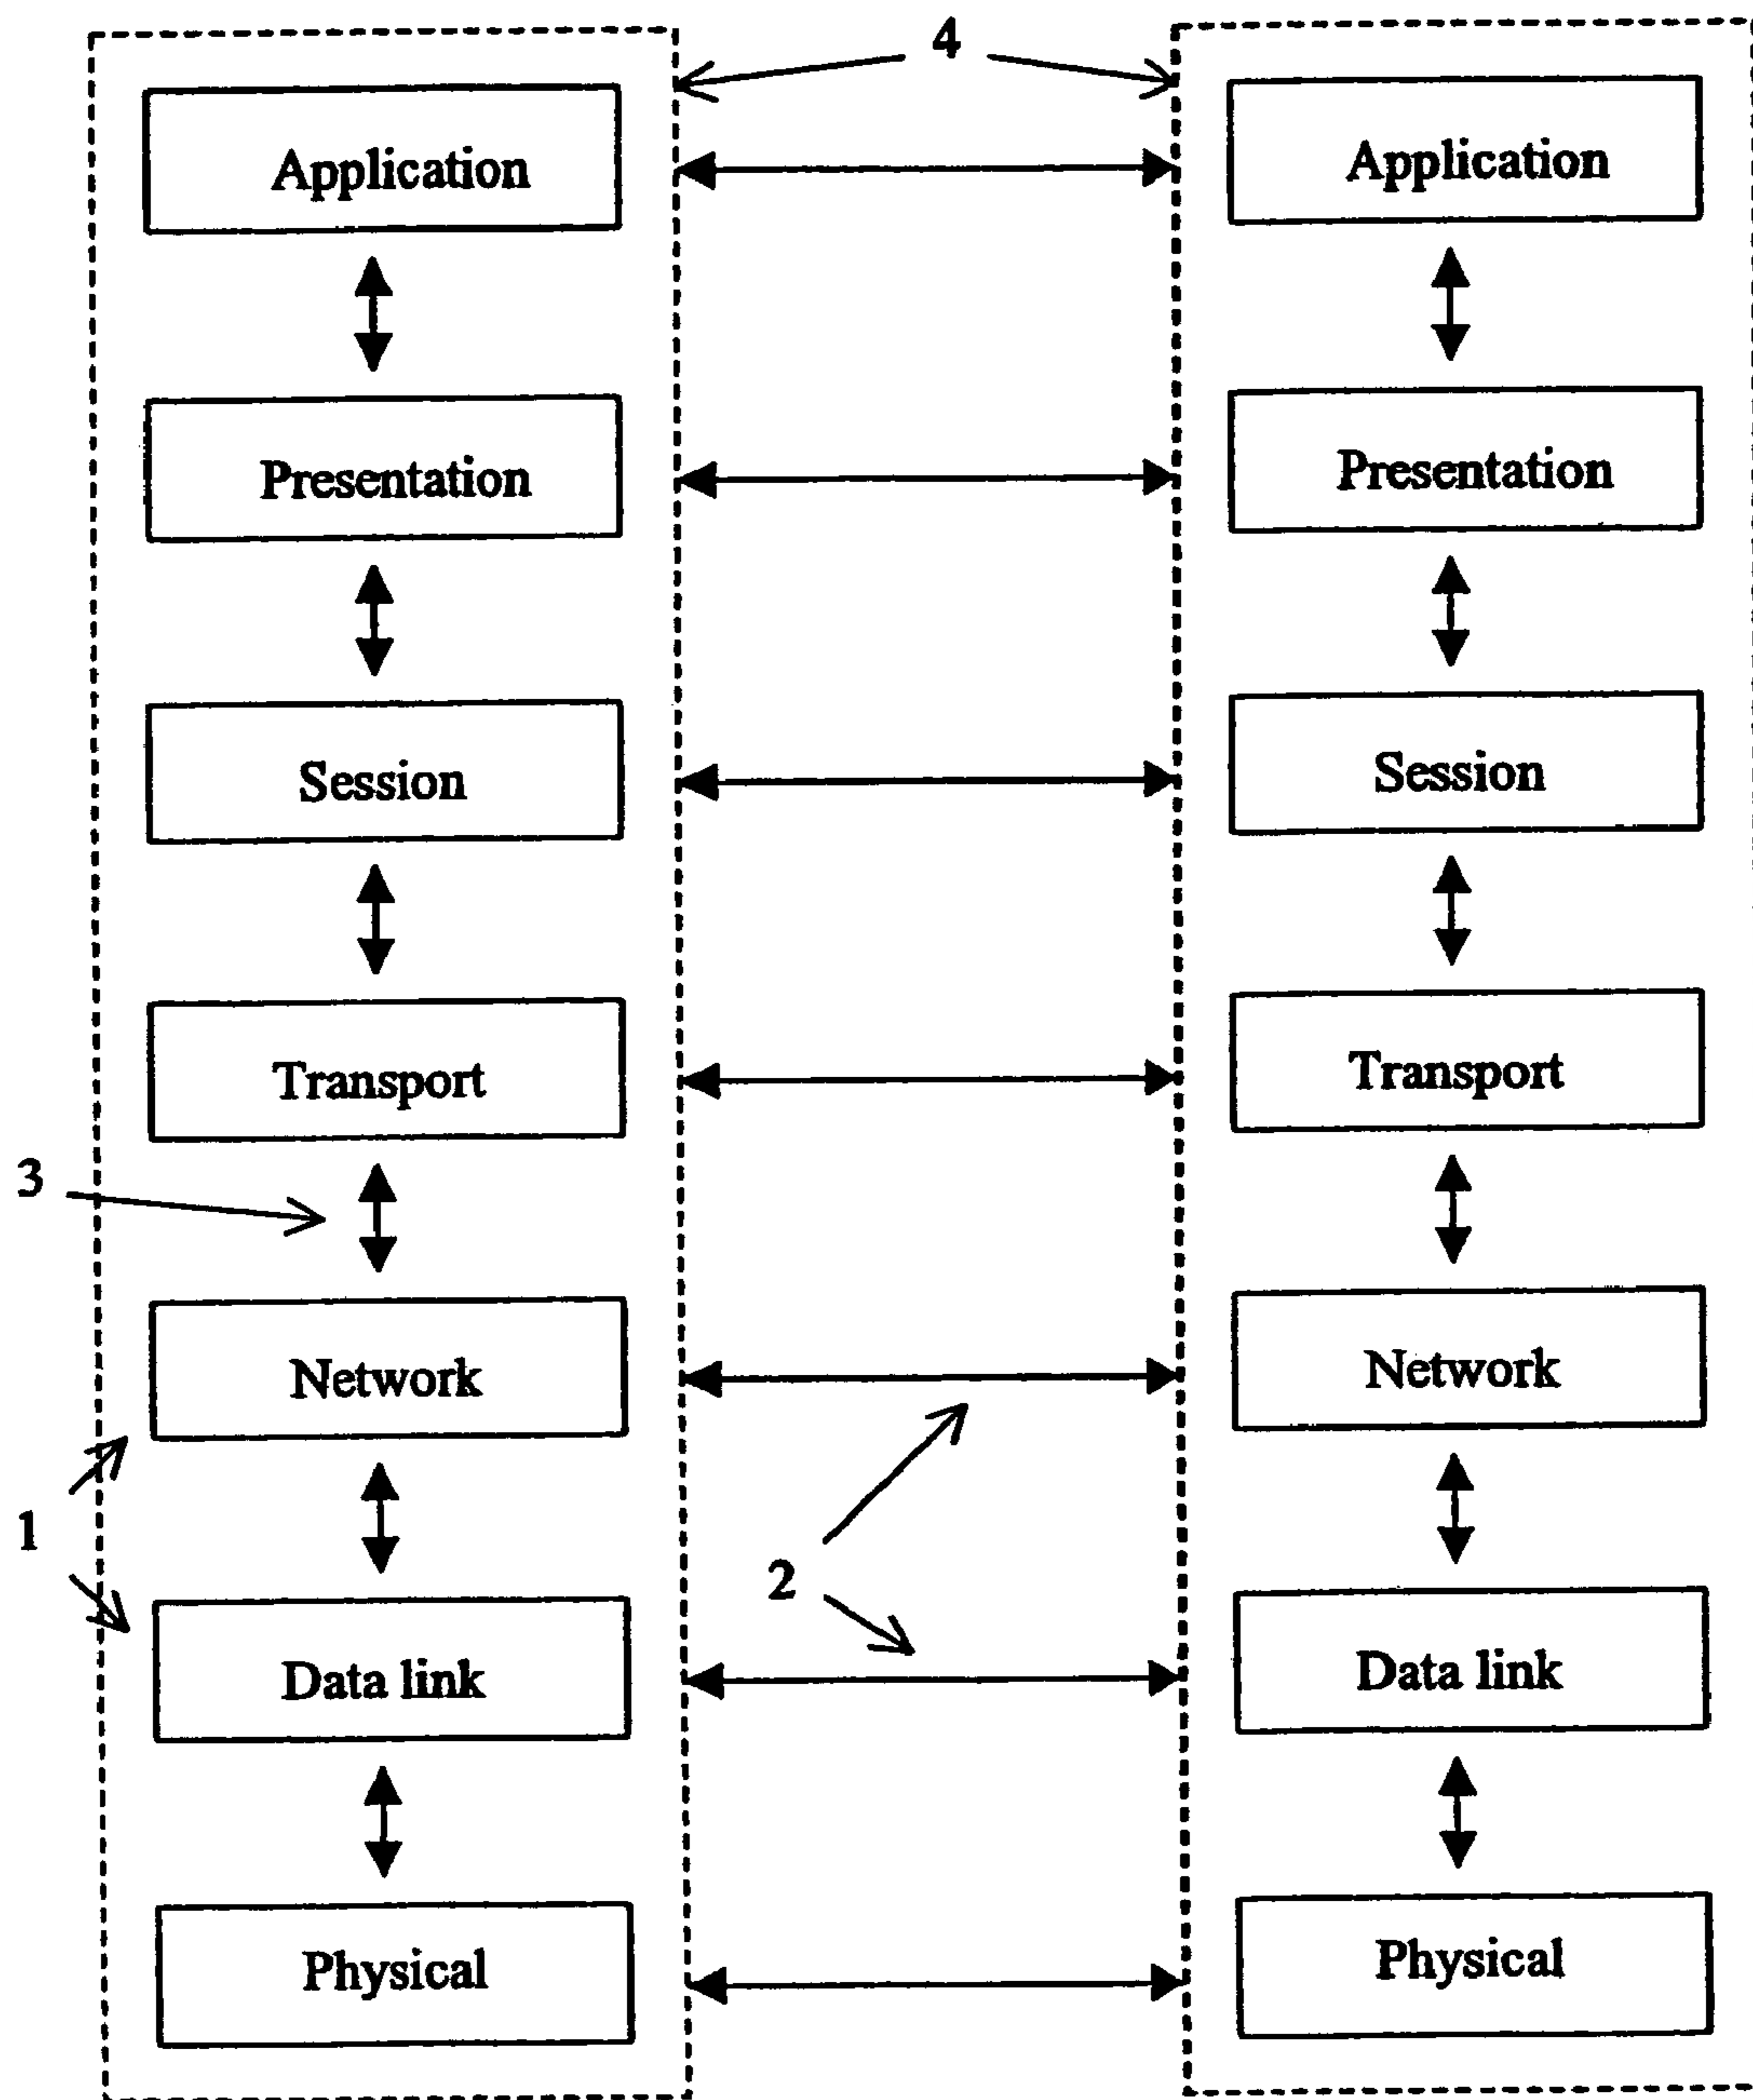 4
Application
Application
Presentation
Presentation
Session
Session
Transport
Transport
3
Network
Network
1
2
Data link
Data link
Physical
Physical